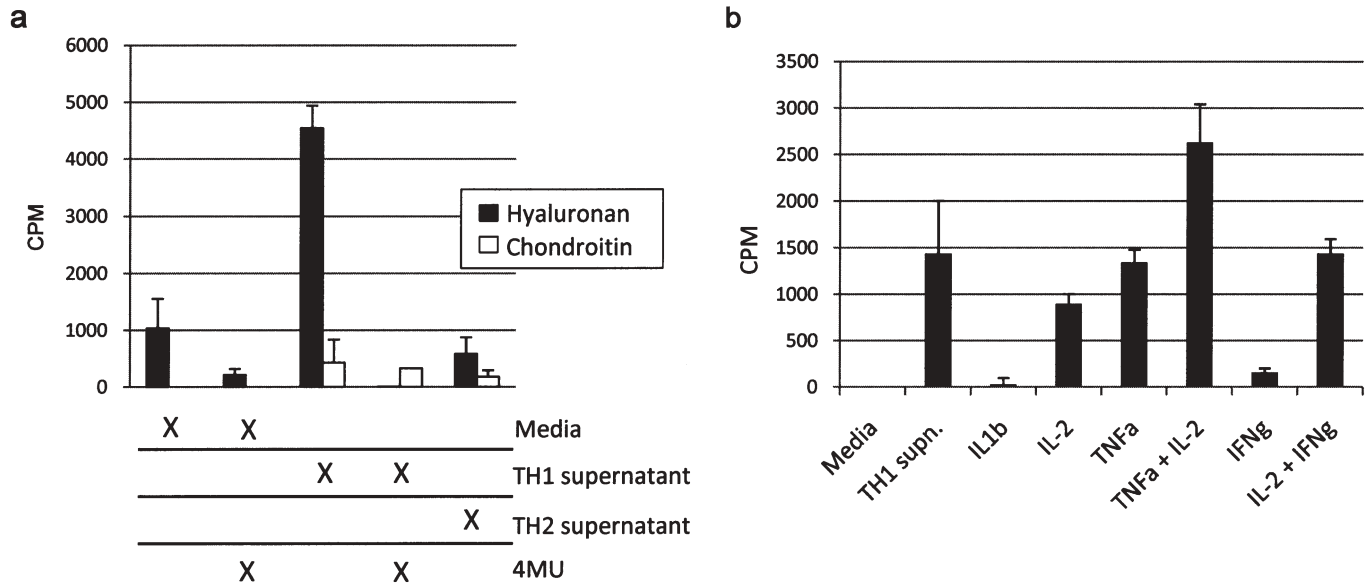 a
6000
5000
4000
3000
2000
1000
0
CPM
Hyaluronan
Chondroitin
X X Media
X X TH1 supernatant
X TH2 supernatant
X X 4MU
b
3500
3000
2500
2000
1500
1000
500
0
CPM
Media
TH1 supn.
IL1b
IL-2
TNFa
TNFa + IL-2
IFNg
IL-2 + IFNg